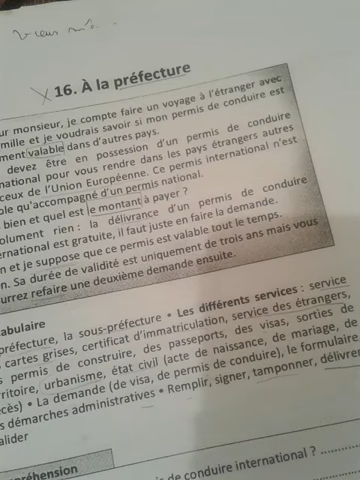 16. À la préfecture
ur monsieur, je compte faire un voyage à l'étranger avec
mille et je voudrais savoir si mon permis de conduire est
ment valable dans d'autres pays.
devez être en possession d'un permis de conduire
national pour vous rendre dans les pays étrangers autres
ceux de l'Union Européenne. Ce permis international n'est
ble qu'accompagné d'un permis national.
bien et quel est le montant à payer ?
olument rien : la délivrance d'un permis de conduire
ernational est gratuite, il faut juste en faire la demande.
n et je suppose que ce permis est valable tout le temps.
n. Sa durée de validité est uniquement de trois ans mais vous
urrez refaire une deuxième demande ensuite.
cabulaire
préfecture, la sous-préfecture • Les différents services : service
cartes grises, certificat d'immatriculation, service des étrangers,
permis de construire, des passeports, des visas, sorties de
ritoire, urbanisme, état civil (acte de naissance, de mariage, de
cès) • La demande (de visa, de permis de conduire), le formulaire
s démarches administratives • Remplir, signer, tamponner, délivrer
alider
préhension
is de conduire international ? ............